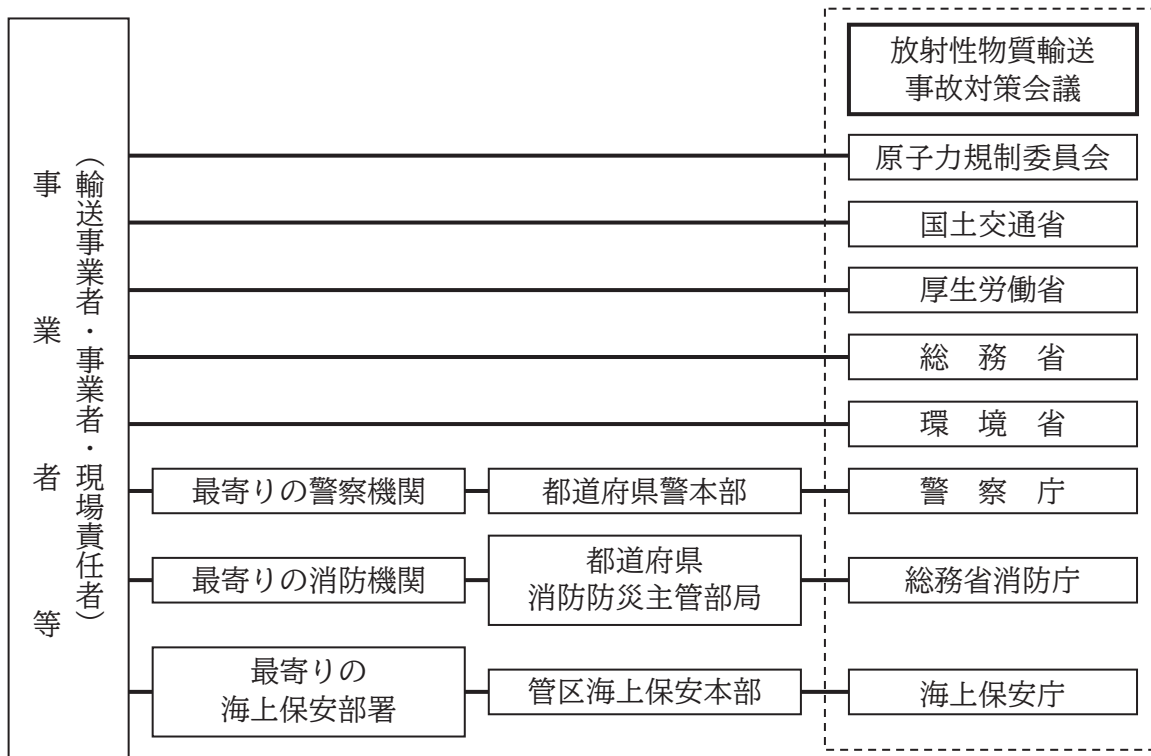 事業者等
（輸送事業者・事業者・現場責任者）
放射性物質輸送
事故対策会議
原子力規制委員会
国土交通省
厚生労働省
総務省
環境省
最寄りの警察機関
都道府県警本部
警察庁
最寄りの消防機関
都道府県
消防防災主管部局
総務省消防庁
最寄りの
海上保安部署
管区海上保安本部
海上保安庁